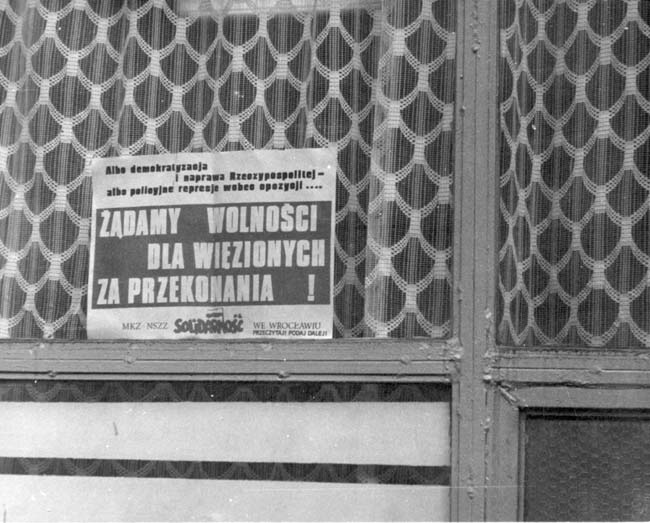 Albo demokratyzacja
i naprawa Rzeczypospolitej –
albo policyjne represje wobec opozycji ....
ŻĄDAMY WOLNOŚCI
DLA WIĘZIONYCH
ZA PRZEKONANIA !
MKZ-NSZZ SOLIDARNOŚĆ WE WROCŁAWIU
PRZECZYTAJ! PODAJ DALEJ!